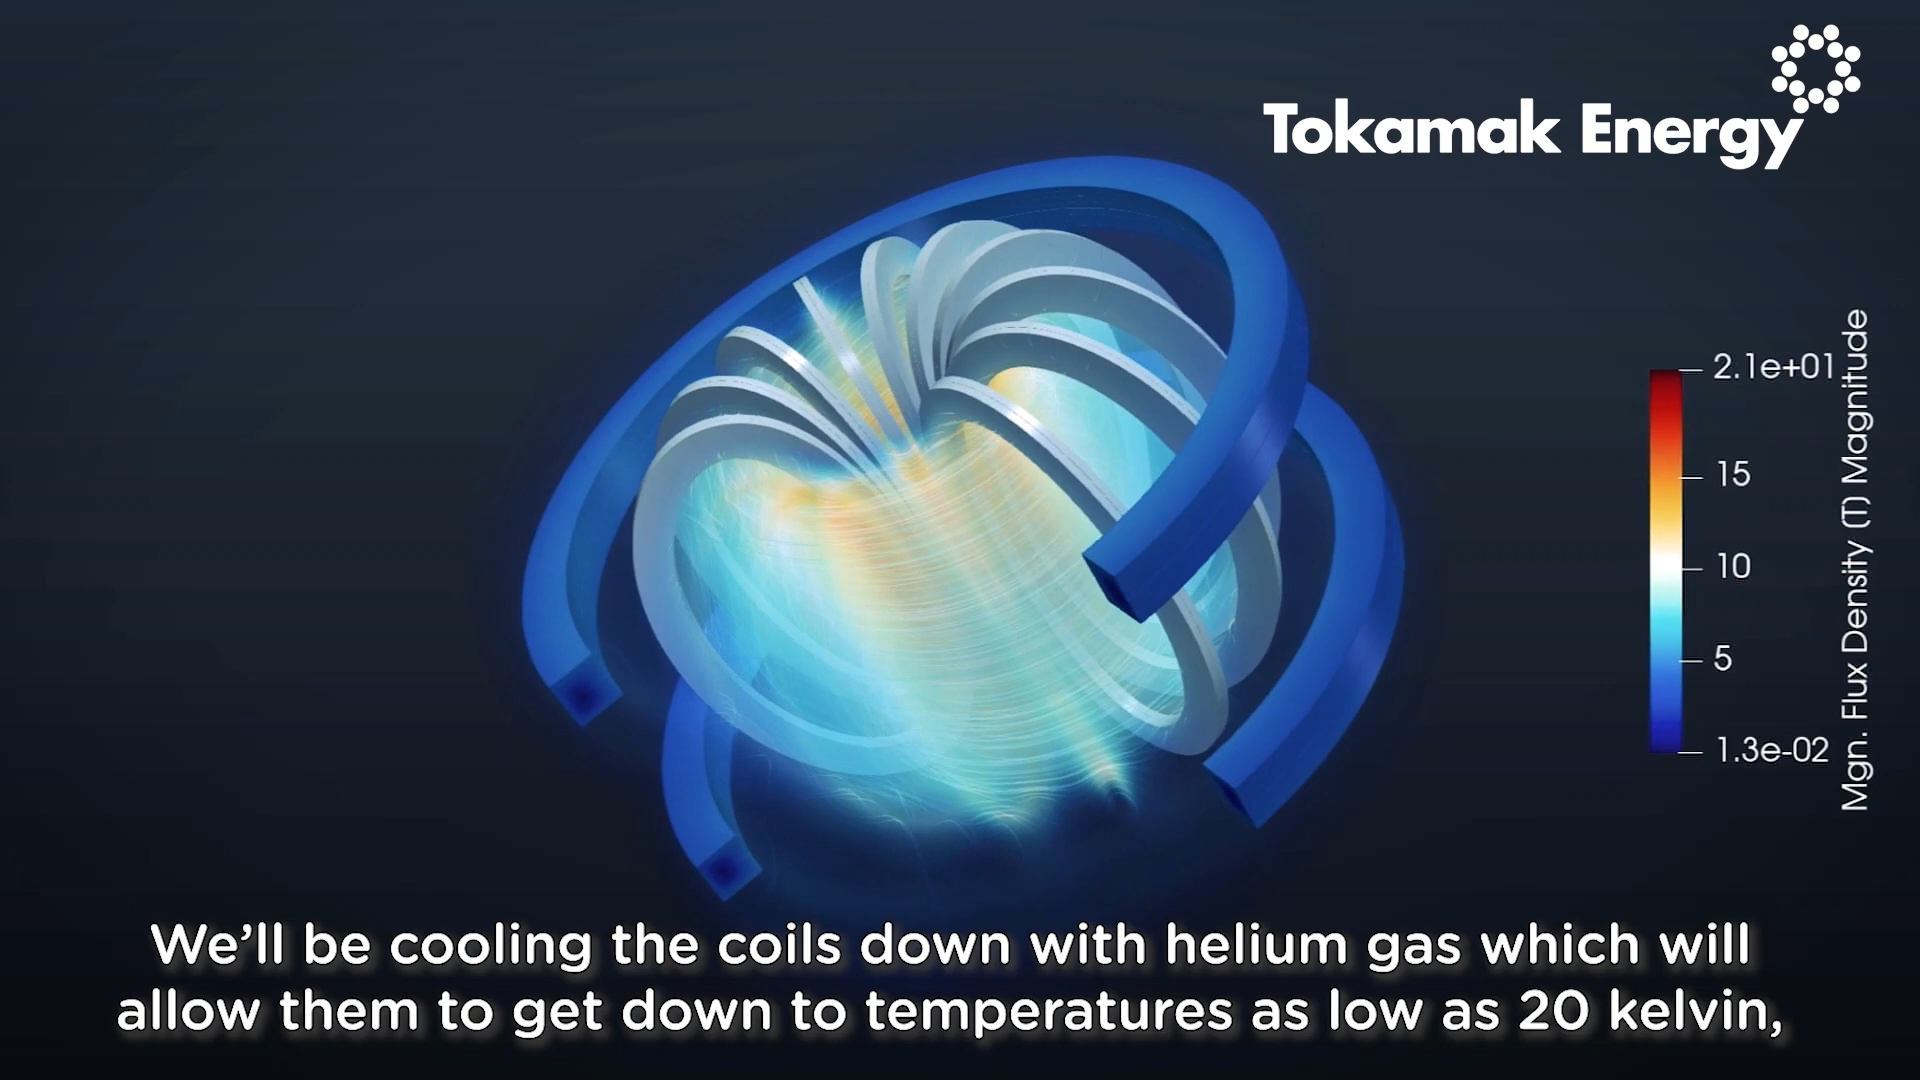 Tokamak Energy
2.1e+01
15
10
5
1.3e-02
Mgn. Flux Density (T) Magnitude
We’ll be cooling the coils down with helium gas which will
allow them to get down to temperatures as low as 20 kelvin,